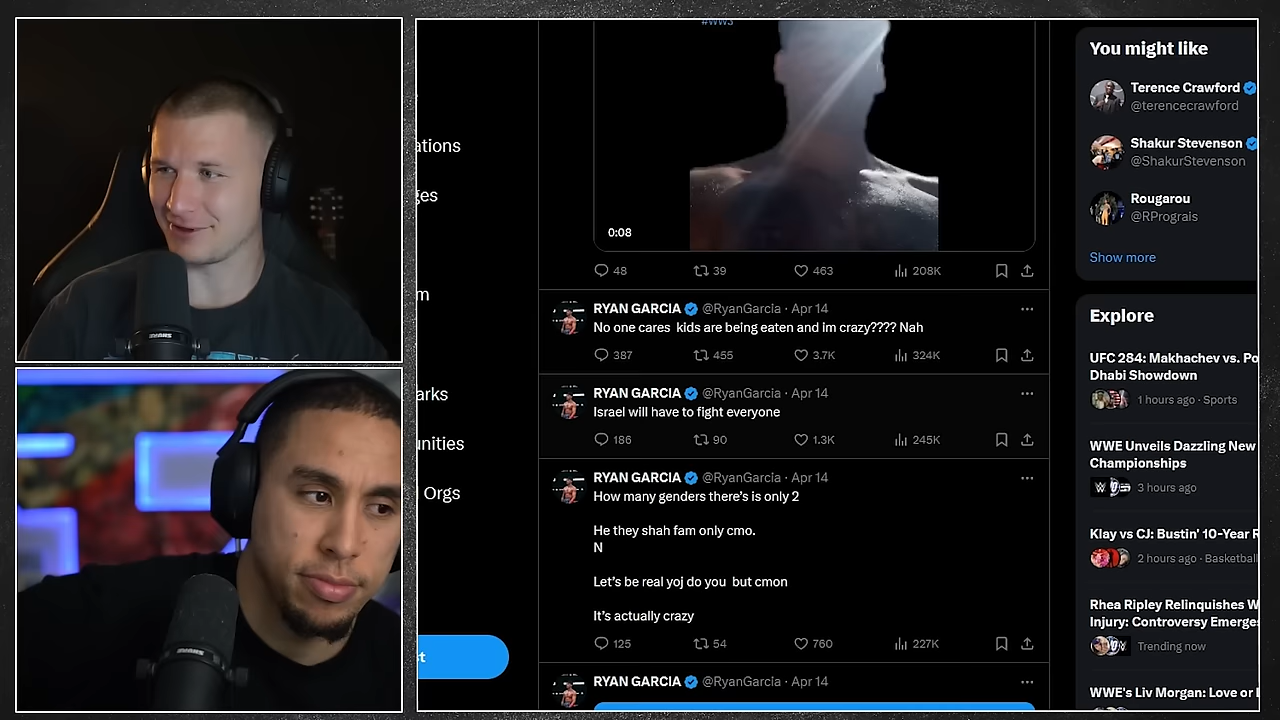 #WW3
0:08
48
39
463
208K
ations
ges
m
arks
unities
Orgs
RYAN GARCIA @RyanGarcia · Apr 14
No one cares kids are being eaten and im crazy???? Nah
387
455
3.7K
324K
RYAN GARCIA @RyanGarcia · Apr 14
Israel will have to fight everyone
186
90
1.3K
245K
RYAN GARCIA @RyanGarcia · Apr 14
How many genders there's is only 2
He they shah fam only cmo.
N
Let's be real yoj do you but cmon
It's actually crazy
125
54
760
227K
RYAN GARCIA @RyanGarcia · Apr 14
You might like
Terence Crawford
@terencecrawford
Shakur Stevenson
@ShakurStevenson
Rougarou
@RPrograis
Show more
Explore
UFC 284: Makhachev vs. Po
Dhabi Showdown
1 hours ago · Sports
WWE Unveils Dazzling New
Championships
3 hours ago
Klay vs CJ: Bustin' 10-Year R
2 hours ago · Basketball
Rhea Ripley Relinquishes W
Injury: Controversy Emerges
Trending now
WWE's Liv Morgan: Love or